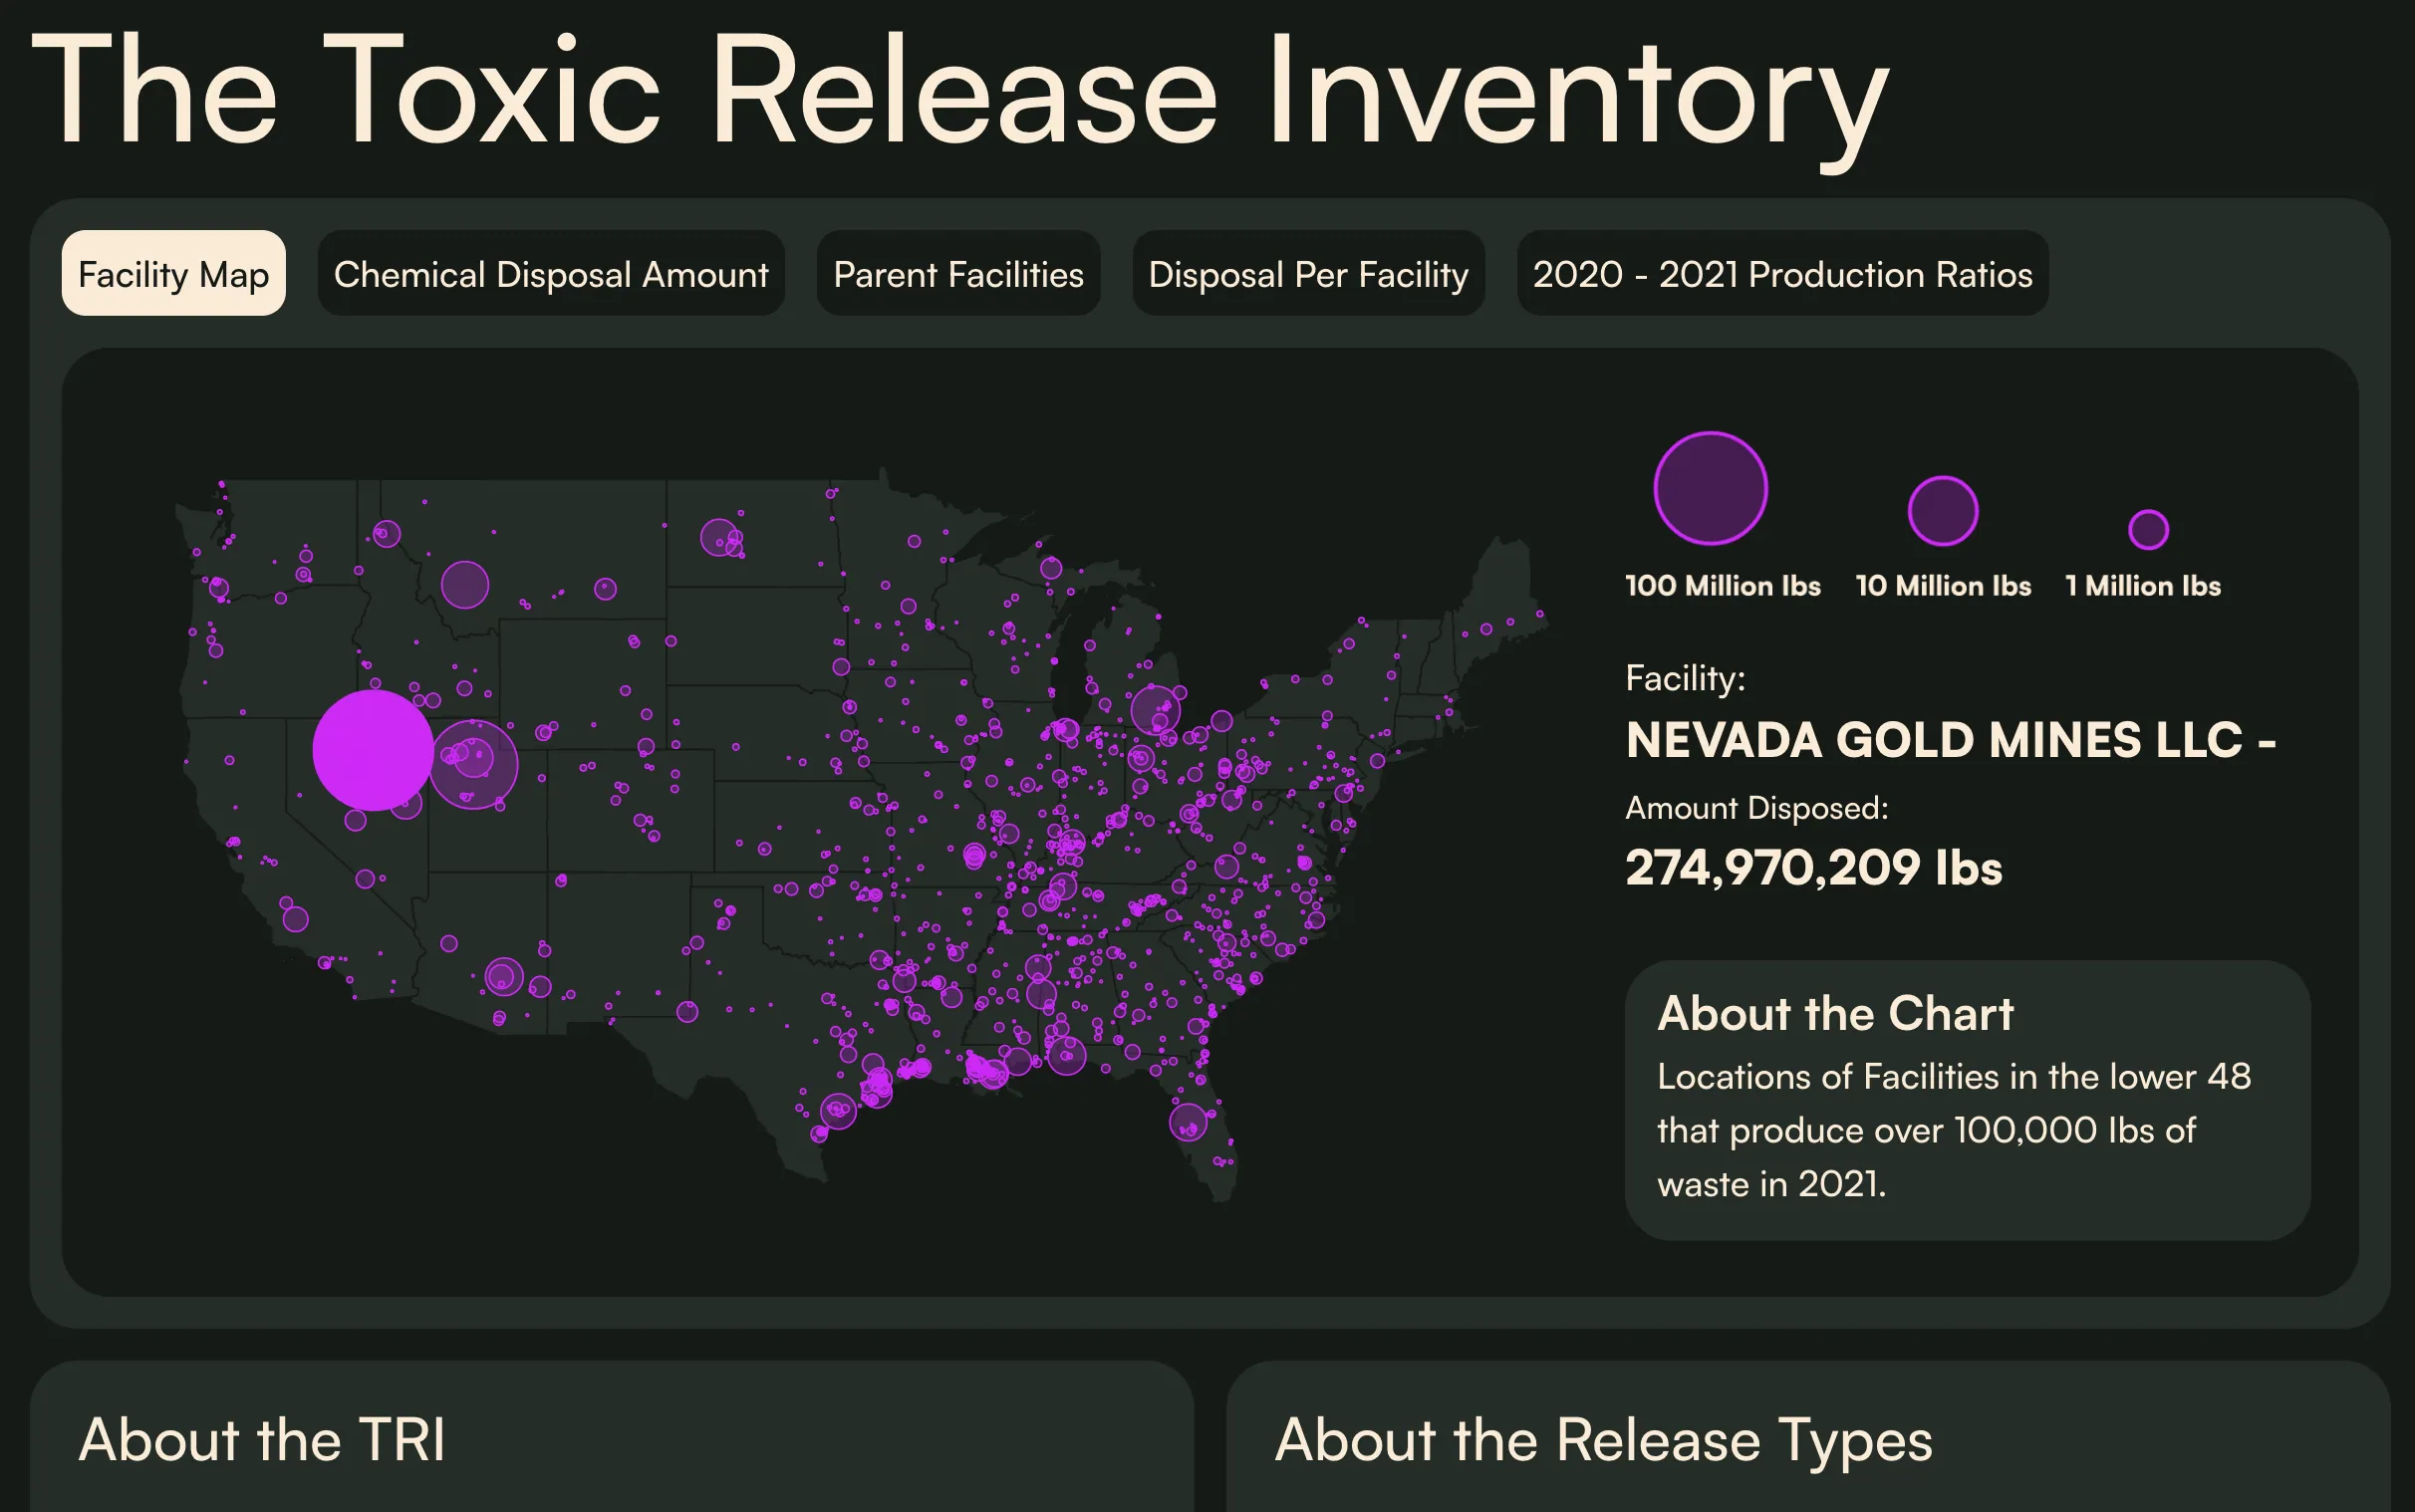 The Toxic Release Inventory
Facility Map
Chemical Disposal Amount
Parent Facilities
Disposal Per Facility
2020 - 2021 Production Ratios
100 Million lbs
10 Million lbs
1 Million lbs
Facility:
NEVADA GOLD MINES LLC -
Amount Disposed:
274,970,209 lbs
About the Chart
Locations of Facilities in the lower 48
that produce over 100,000 lbs of
waste in 2021.
About the TRI
About the Release Types